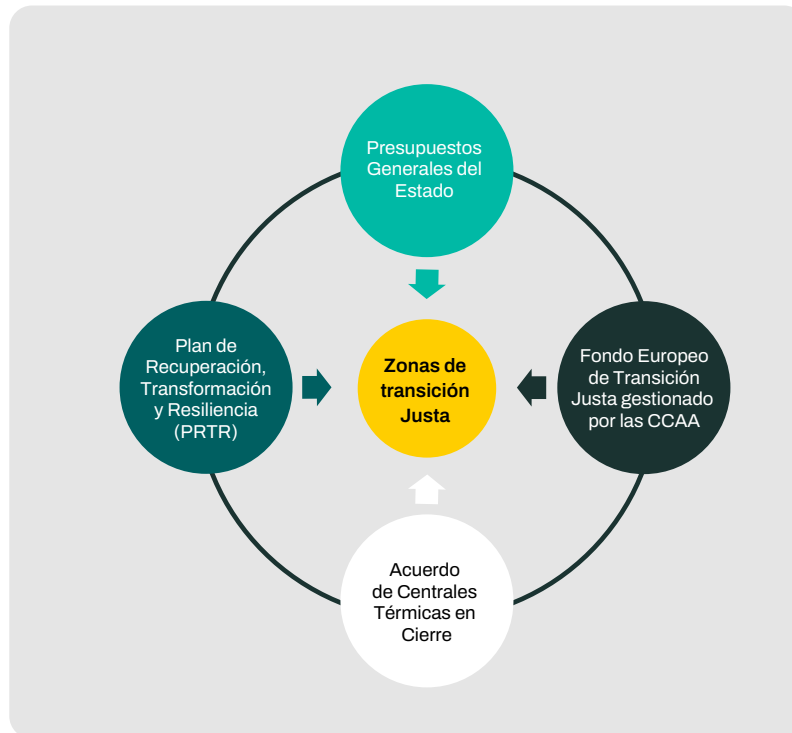 Presupuestos
Generales del
Estado
Plan de
Recuperación,
Transformación
y Resiliencia
(PRTR)
Zonas de
transición
Justa
Fondo Europeo
de Transición
Justa gestionado
por las CCAA
Acuerdo
de Centrales
Térmicas en
Cierre